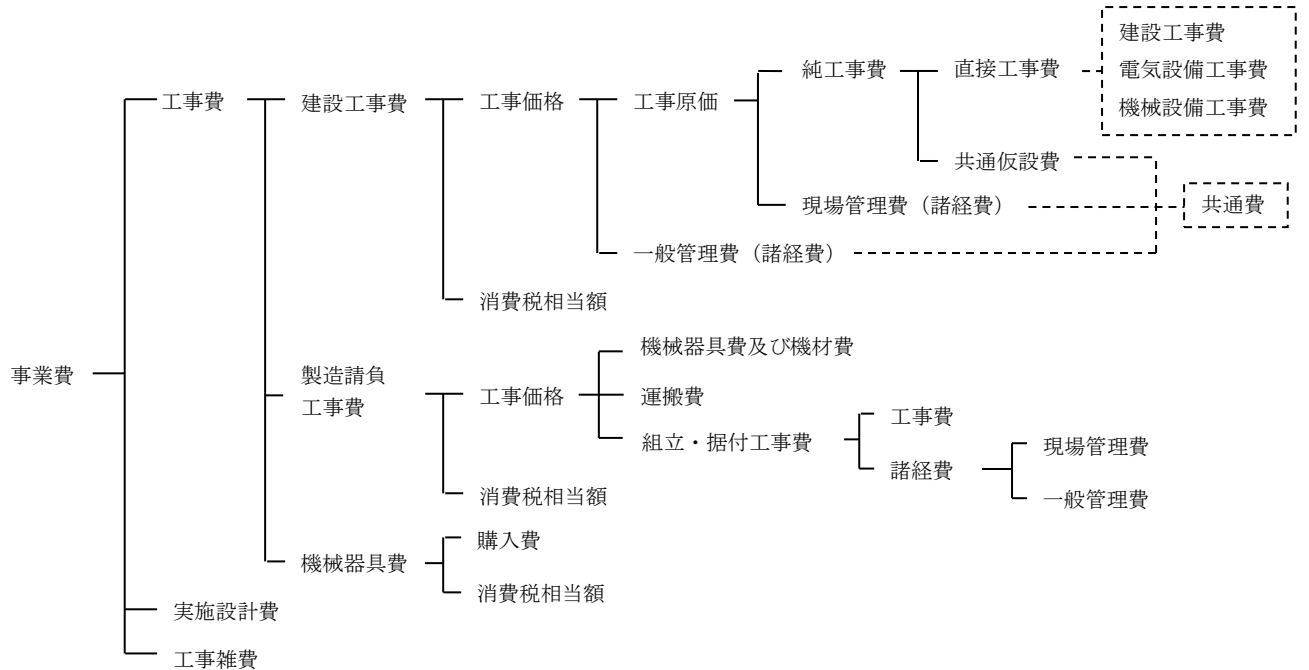 建設工事費
電気設備工事費
機械設備工事費
純工事費
直接工事費
工事費
建設工事費
工事価格
工事原価
共通仮設費
現場管理費（諸経費）
共通費
一般管理費（諸経費）
消費税相当額
事業費
製造請負
工事費
工事価格
機械器具費及び機材費
運搬費
組立・据付工事費
工事費
諸経費
現場管理費
一般管理費
消費税相当額
機械器具費
購入費
消費税相当額
実施設計費
工事雑費